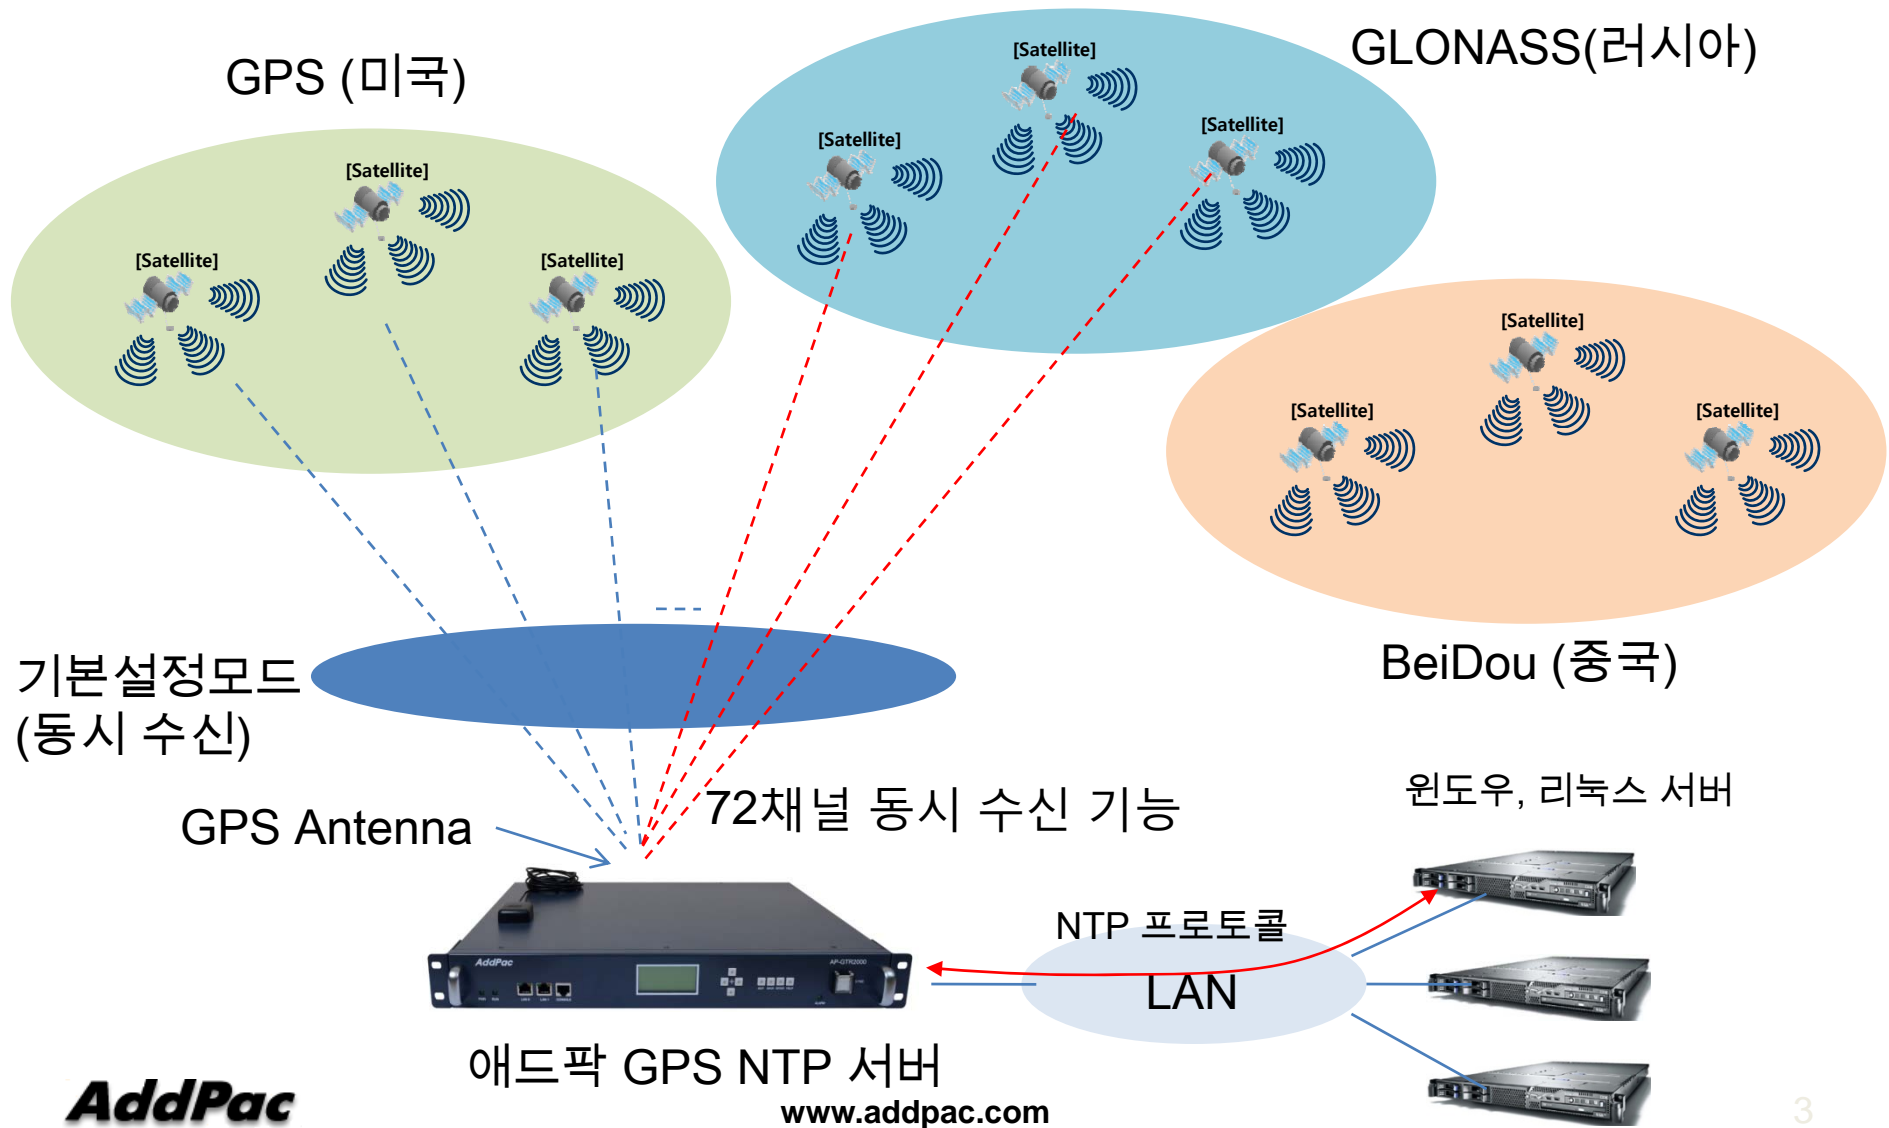 GPS (미국)
GLONASS(러시아)
[Satellite]
[Satellite]
[Satellite]
[Satellite]
[Satellite]
[Satellite]
[Satellite]
[Satellite]
[Satellite]
BeiDou (중국)
기본설정모드
(동시 수신)
72채널 동시 수신 기능
윈도우, 리눅스 서버
GPS Antenna
NTP 프로토콜
LAN
AddPac
AP-GTR2000
애드팍 GPS NTP 서버
AddPac
www.addpac.com
3